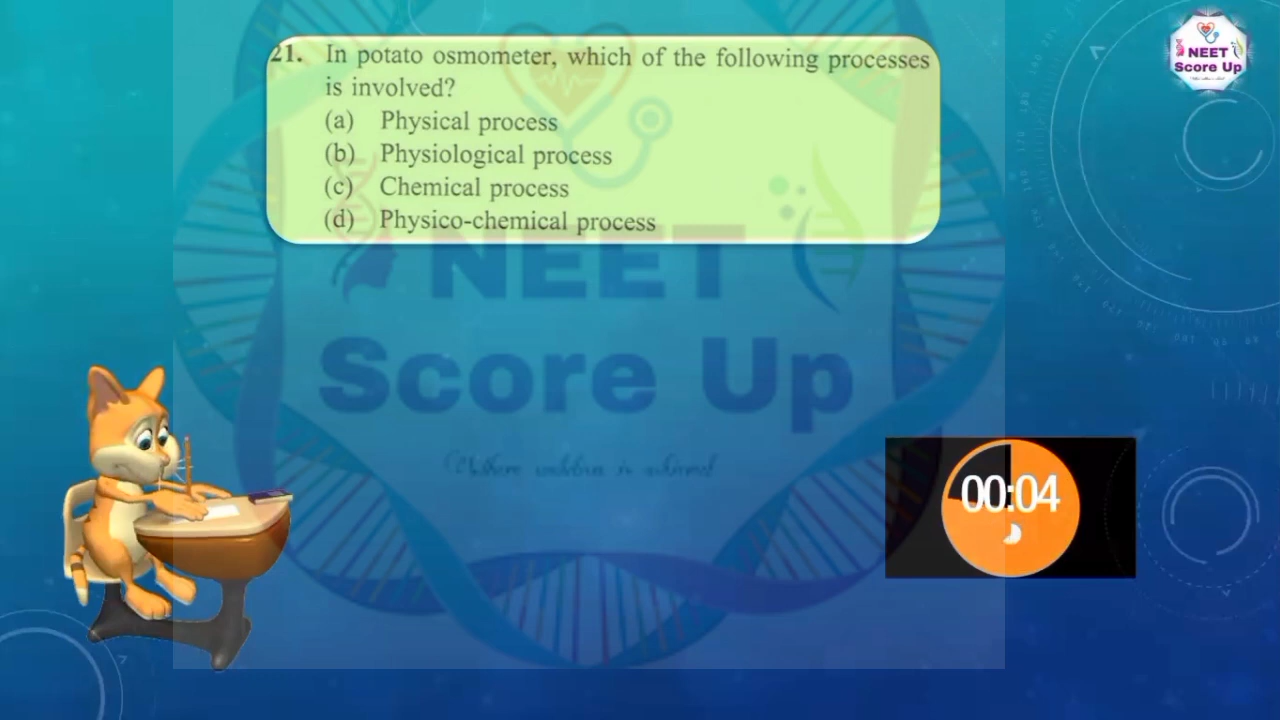 21. In potato osmometer, which of the following processes
is involved?
(a) Physical process
(b) Physiological process
(c) Chemical process
(d) Physico-chemical process
NEET
Score Up
NEET
Score Up
00:04